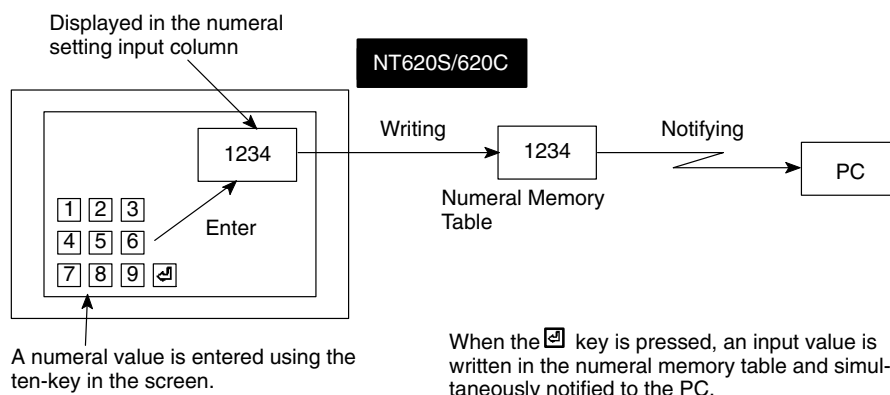 Displayed in the numeral
setting input column
NT620S/620C
1234
Writing
1234
Notifying
PC
Numeral Memory
Table
1 2 3
4 5 6
7 8 9 ⏎
Enter
A numeral value is entered using the
ten-key in the screen.
When the ⏎ key is pressed, an input value is
written in the numeral memory table and simul-
taneously notified to the PC.